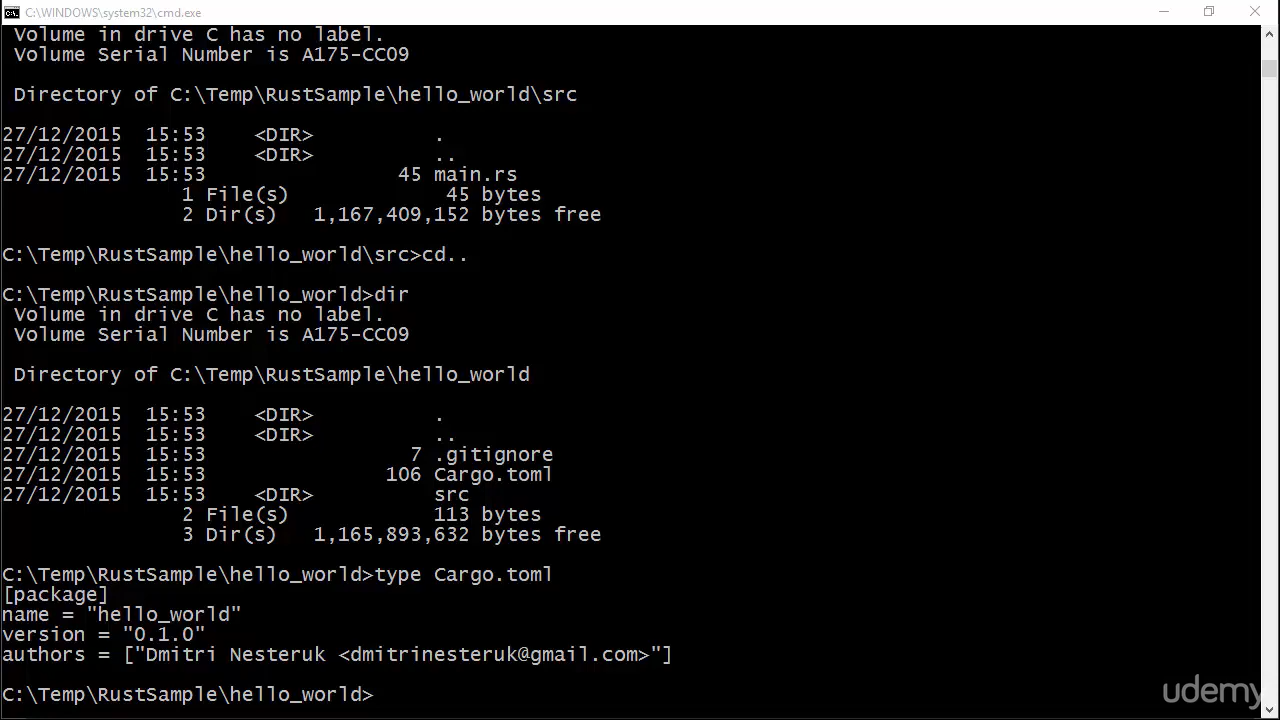 C:\WINDOWS\system32\cmd.exe
Volume in drive C has no label.
Volume Serial Number is A175-CC09
Directory of C:\Temp\RustSample\hello_world\src
27/12/2015  15:53    <DIR>          .
27/12/2015  15:53    <DIR>          ..
27/12/2015  15:53                45 main.rs
1 File(s)             45 bytes
2 Dir(s)   1,167,409,152 bytes free
C:\Temp\RustSample\hello_world\src>cd..
C:\Temp\RustSample\hello_world>dir
Volume in drive C has no label.
Volume Serial Number is A175-CC09
Directory of C:\Temp\RustSample\hello_world
27/12/2015  15:53    <DIR>          .
27/12/2015  15:53    <DIR>          ..
27/12/2015  15:53                 7 .gitignore
27/12/2015  15:53               106 Cargo.toml
27/12/2015  15:53    <DIR>          src
2 File(s)            113 bytes
3 Dir(s)   1,165,893,632 bytes free
C:\Temp\RustSample\hello_world>type Cargo.toml
[package]
name = "hello_world"
version = "0.1.0"
authors = ["Dmitri Nesteruk <dmitrinesteruk@gmail.com>"]
C:\Temp\RustSample\hello_world>
udemy